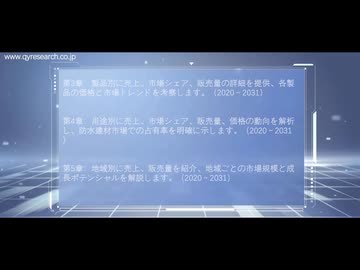 www.qyresearch.co.jp
第3章　製品別に売上、市場シェア、販売量の詳細を提供、各製
品の価格と市場トレンドを考察します。（2020～2031）
第4章　用途別に売上、市場シェア、販売量、価格の動向を解析
し、防水建材市場での占有率を明確に示します。（2020～2031
）
第5章　地域別に売上、販売量を紹介、地域ごとの市場規模と成
長ポテンシャルを解説します。（2020～2031）